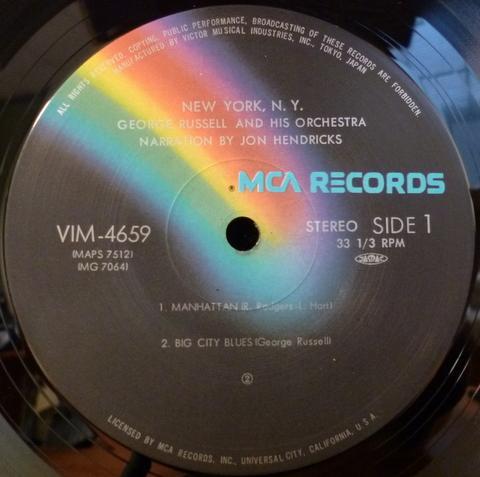 ALL RIGHTS RESERVED. COPYING, PUBLIC PERFORMANCE, BROADCASTING OF THESE RECORDS ARE FORBIDDEN.
MANUFACTURED BY VICTOR MUSICAL INDUSTRIES, INC., TOKYO, JAPAN
NEW YORK, N. Y.
GEORGE RUSSELL AND HIS ORCHESTRA
NARRATION BY JON HENDRICKS
MCA RECORDS
VIM-4659
(MAPS 7512)
(MG 7064)
STEREO SIDE 1
33 1/3 RPM
JASRAC
1. MANHATTAN (R. Rodgers-L. Hart)
2. BIG CITY BLUES (George Russell)
②
LICENSED BY MCA RECORDS, INC., UNIVERSAL CITY, CALIFORNIA, U.S.A.